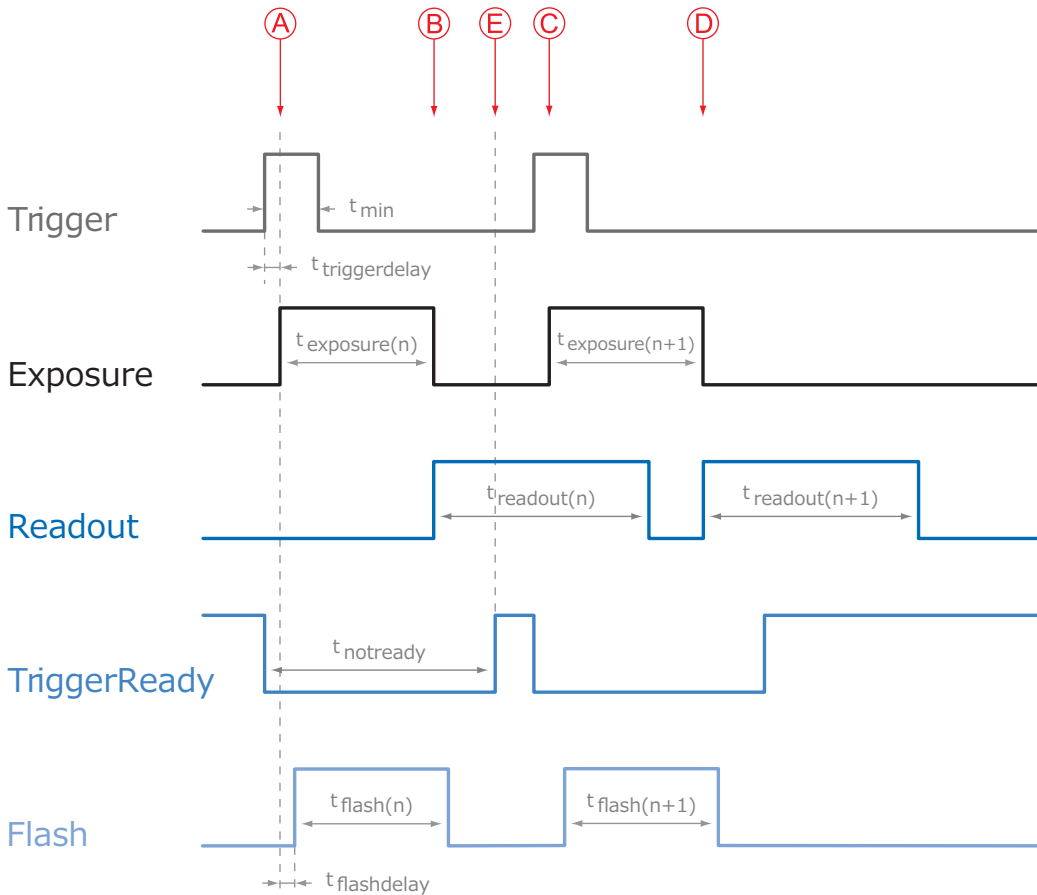 A B E C D
Trigger
t min
t triggerdelay
Exposure
t exposure(n)
t exposure(n+1)
Readout
t readout(n)
t readout(n+1)
TriggerReady
t notready
Flash
t flash(n)
t flash(n+1)
t flashdelay